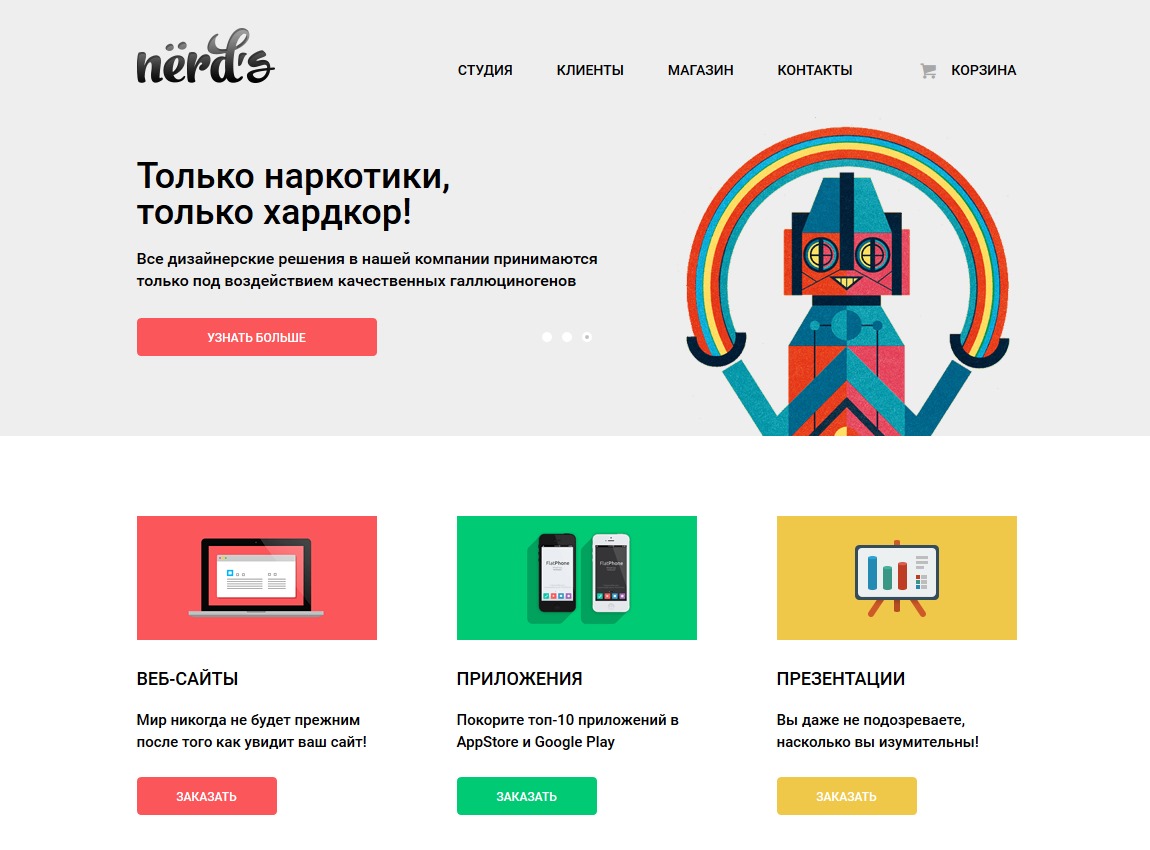 nërd's
СТУДИЯ КЛИЕНТЫ МАГАЗИН КОНТАКТЫ КОРЗИНА
Только наркотики,
только хардкор!
Все дизайнерские решения в нашей компании принимаются
только под воздействием качественных галлюциногенов
УЗНАТЬ БОЛЬШЕ
FlatPhone FlatPhone
ВЕБ-САЙТЫ ПРИЛОЖЕНИЯ ПРЕЗЕНТАЦИИ
Мир никогда не будет прежним Покорите топ-10 приложений в Вы даже не подозреваете,
после того как увидит ваш сайт! AppStore и Google Play насколько вы изумительны!
ЗАКАЗАТЬ ЗАКАЗАТЬ ЗАКАЗАТЬ